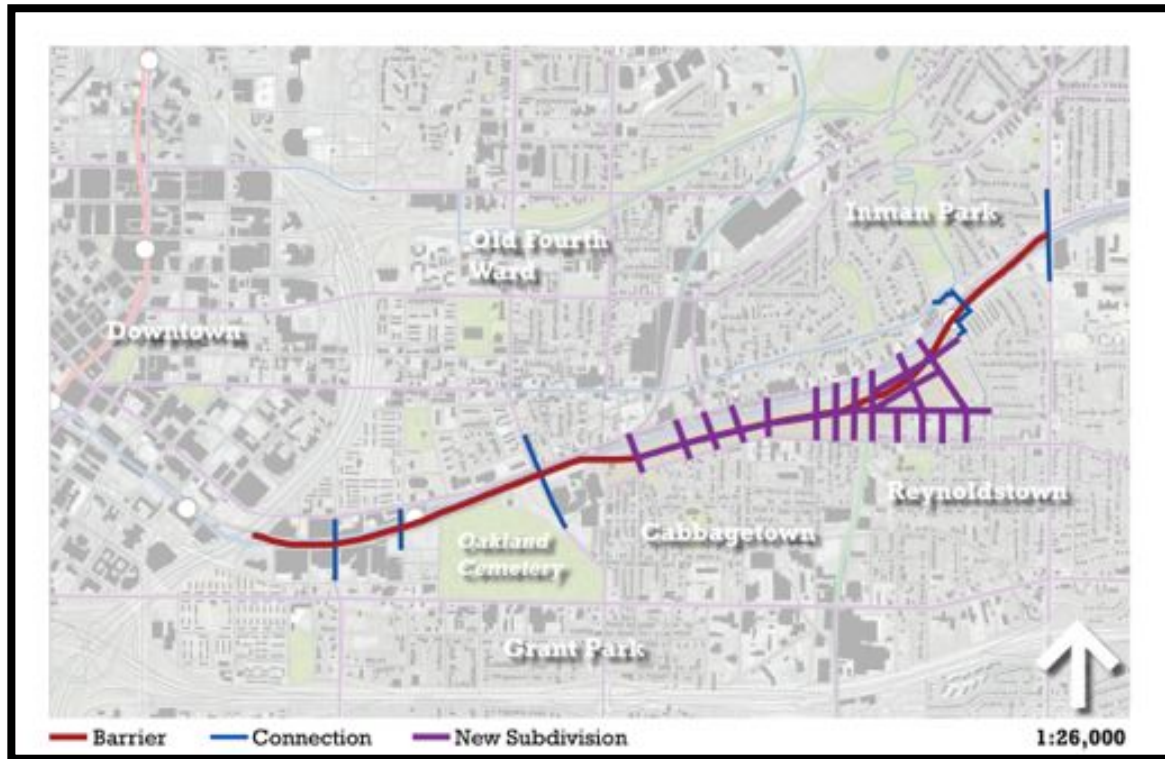 Inman Park
Old Fourth
Ward
Downtown
Reynoldstown
Cabbagetown
Oakland
Cemetery
Grant Park
Barrier Connection New Subdivision 1:26,000